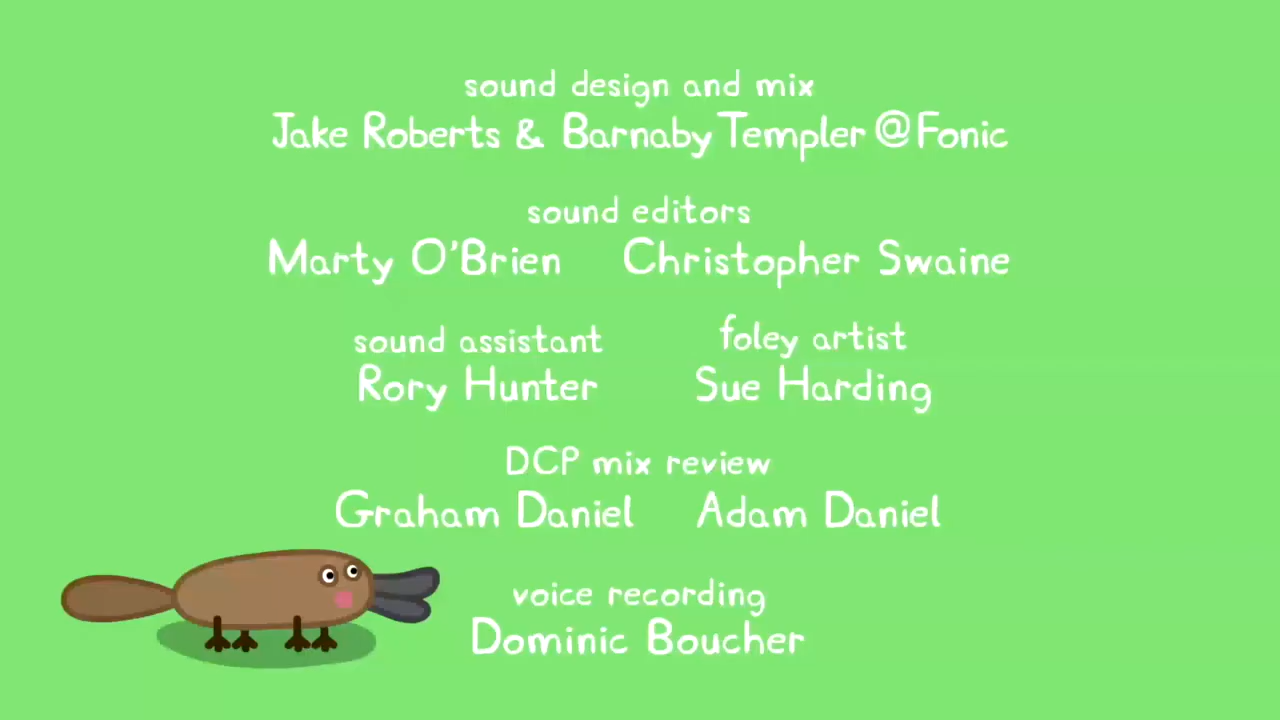 sound design and mix
Jake Roberts & Barnaby Templer @ Fonic
sound editors
Marty O'Brien Christopher Swaine
sound assistant foley artist
Rory Hunter Sue Harding
DCP mix review
Graham Daniel Adam Daniel
voice recording
Dominic Boucher